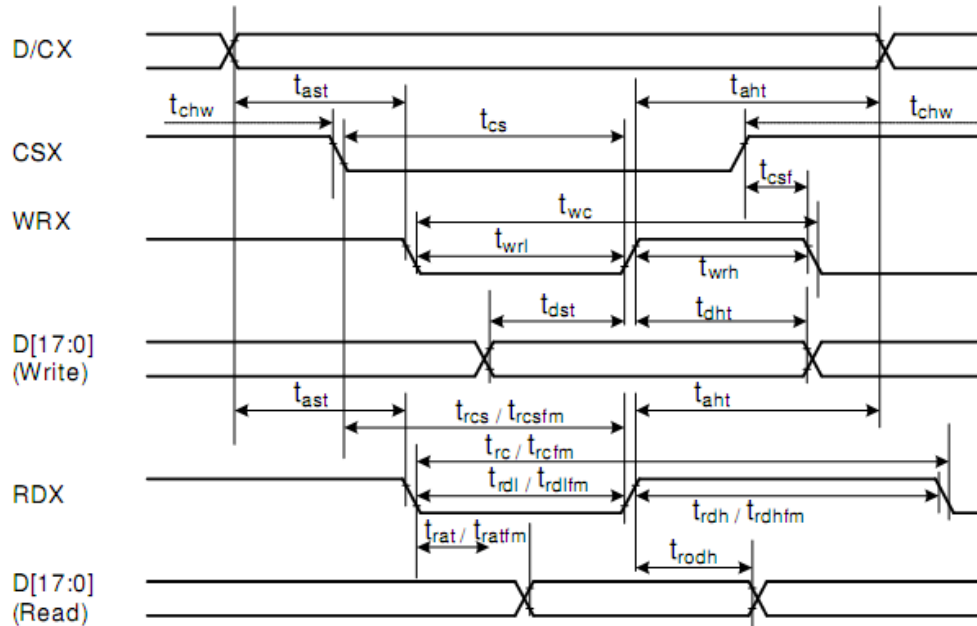 D/CX
tast
taht
tchw
tcs
tchw
CSX
tcsf
WRX
twc
twrl
twrh
tdst
tdht
D[17:0]
(Write)
tast
taht
trcs / trcsfm
trc / trcfm
RDX
trdl / trdlfm
trdh / trdhfm
trat / tratfm
trodh
D[17:0]
(Read)